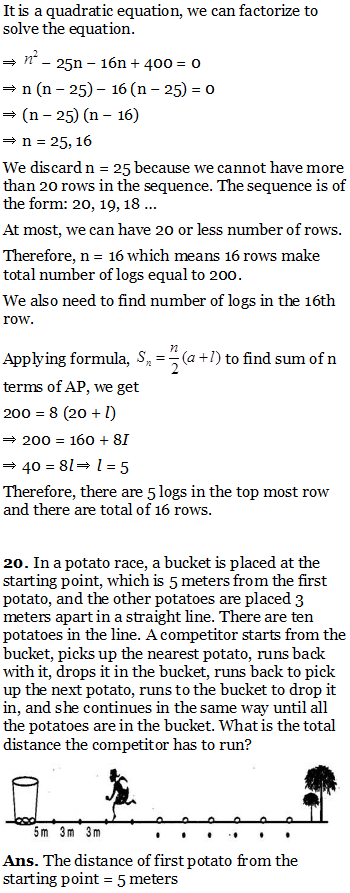 It is a quadratic equation, we can factorize to
solve the equation.
⇒ n² – 25n – 16n + 400 = 0
⇒ n (n – 25) – 16 (n – 25) = 0
⇒ (n – 25) (n – 16)
⇒ n = 25, 16
We discard n = 25 because we cannot have more
than 20 rows in the sequence. The sequence is of
the form: 20, 19, 18 ...
At most, we can have 20 or less number of rows.
Therefore, n = 16 which means 16 rows make
total number of logs equal to 200.
We also need to find number of logs in the 16th
row.
Applying formula, Sₙ = n/2 (a + l) to find sum of n
terms of AP, we get
200 = 8 (20 + l)
⇒ 200 = 160 + 8I
⇒ 40 = 8l ⇒ l = 5
Therefore, there are 5 logs in the top most row
and there are total of 16 rows.
20. In a potato race, a bucket is placed at the
starting point, which is 5 meters from the first
potato, and the other potatoes are placed 3
meters apart in a straight line. There are ten
potatoes in the line. A competitor starts from the
bucket, picks up the nearest potato, runs back
with it, drops it in the bucket, runs back to pick
up the next potato, runs to the bucket to drop it
in, and she continues in the same way until all
the potatoes are in the bucket. What is the total
distance the competitor has to run?
5 m 3 m 3 m
Ans. The distance of first potato from the
starting point = 5 meters